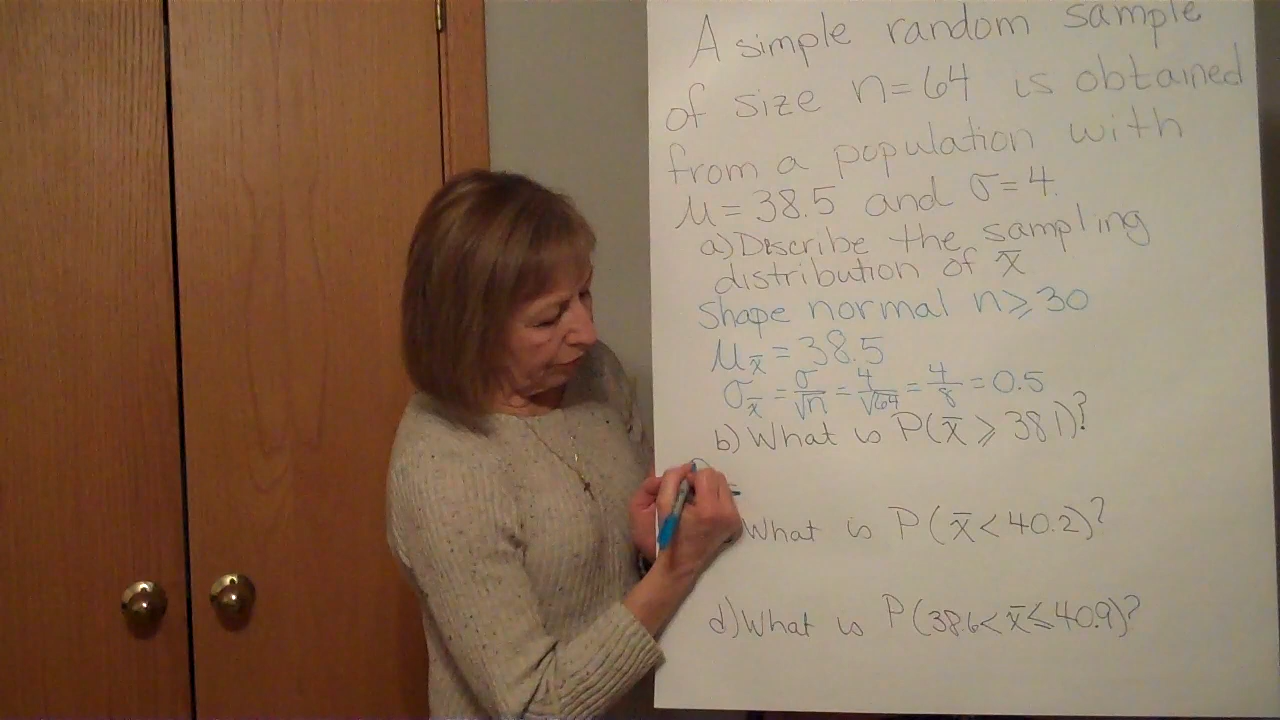 A simple random sample
of size n=64 is obtained
from a population with
μ=38.5 and σ=4.
a) Describe the sampling
distribution of x̄
Shape normal n⩾30
μx̄ = 38.5
σx̄ = σ/√n = 4/√64 = 4/8 = 0.5
b) What is P(x̄ ⩾ 38.1)?
What is P(x̄ < 40.2)?
d) What is P(38.6 < x̄ ≤ 40.9)?